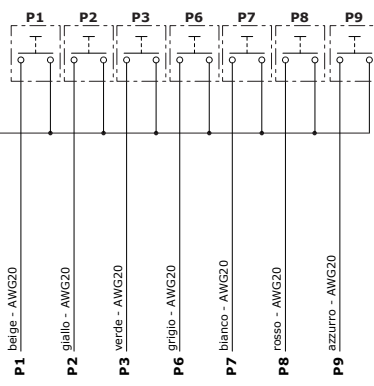 P1 P2 P3 P6 P7 P8 P9
beige - AWG20
giallo - AWG20
verde - AWG20
grigio - AWG20
bianco - AWG20
rosso - AWG20
azzurro - AWG20
P1
P2
P3
P6
P7
P8
P9